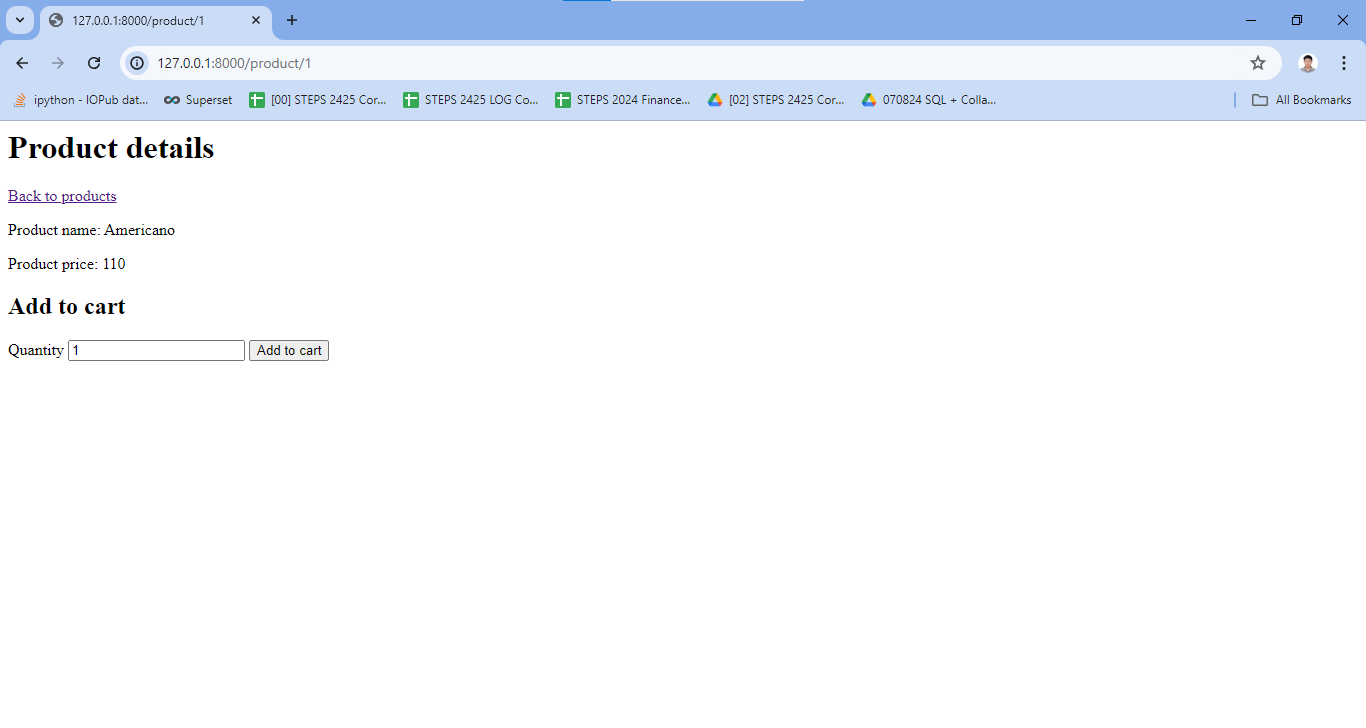 127.0.0.1:8000/product/1
127.0.0.1:8000/product/1
ipython - IOPub dat... Superset [00] STEPS 2425 Cor... STEPS 2425 LOG Co... STEPS 2024 Finance... [02] STEPS 2425 Cor... 070824 SQL + Colla... All Bookmarks
Product details
Back to products
Product name: Americano
Product price: 110
Add to cart
Quantity 1 Add to cart